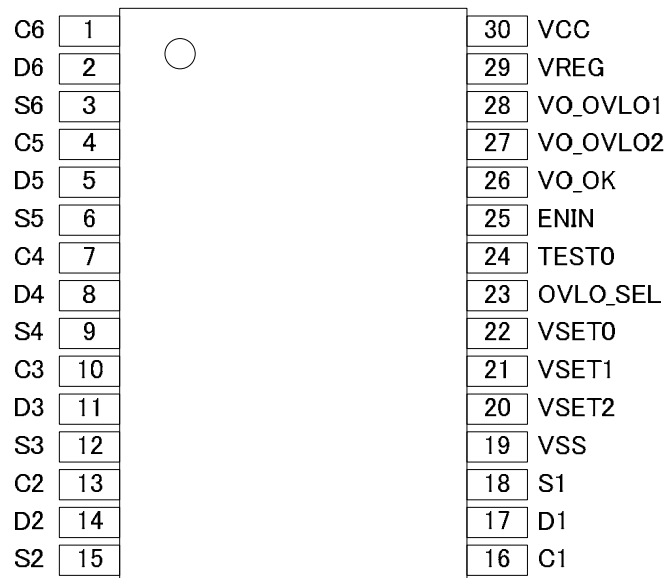 C6 1 30 VCC
D6 2 29 VREG
S6 3 28 VO_OVLO1
C5 4 27 VO_OVLO2
D5 5 26 VO_OK
S5 6 25 ENIN
C4 7 24 TEST0
D4 8 23 OVLO_SEL
S4 9 22 VSET0
C3 10 21 VSET1
D3 11 20 VSET2
S3 12 19 VSS
C2 13 18 S1
D2 14 17 D1
S2 15 16 C1